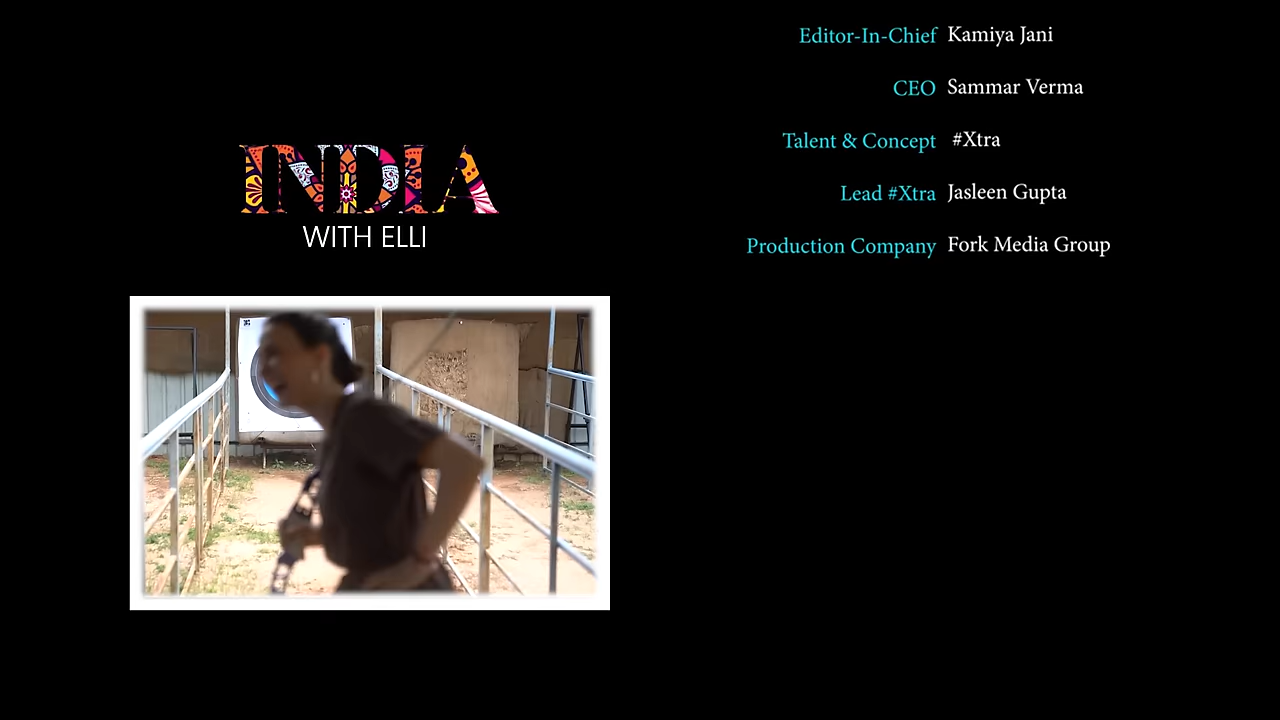 INDIA
WITH ELLI
Editor-In-Chief Kamiya Jani
CEO Sammar Verma
Talent & Concept #Xtra
Lead #Xtra Jasleen Gupta
Production Company Fork Media Group